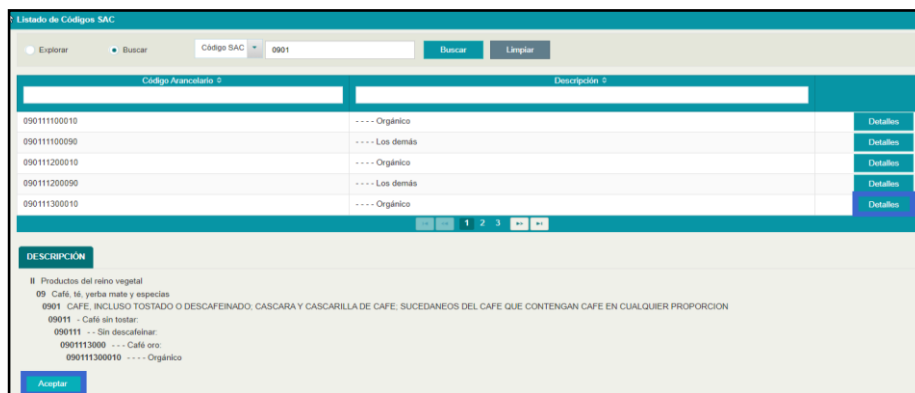 Listado de Códigos SAC
Explorar Buscar Código SAC 0901 Buscar Limpiar
Código Arancelario Descripción
090111100010 - - - - Orgánico Detalles
090111100090 - - - - Los demás Detalles
090111200010 - - - - Orgánico Detalles
090111200090 - - - - Los demás Detalles
090111300010 - - - - Orgánico Detalles
1 2 3
DESCRIPCIÓN
II Productos del reino vegetal
09 Café, té, yerba mate y especias
0901 CAFE, INCLUSO TOSTADO O DESCAFEINADO; CASCARA Y CASCARILLA DE CAFE; SUCEDANEOS DEL CAFE QUE CONTENGAN CAFE EN CUALQUIER PROPORCION
09011 - Café sin tostar:
090111 - - Sin descafeinar:
0901113000 - - - Café oro:
090111300010 - - - - Orgánico
Aceptar